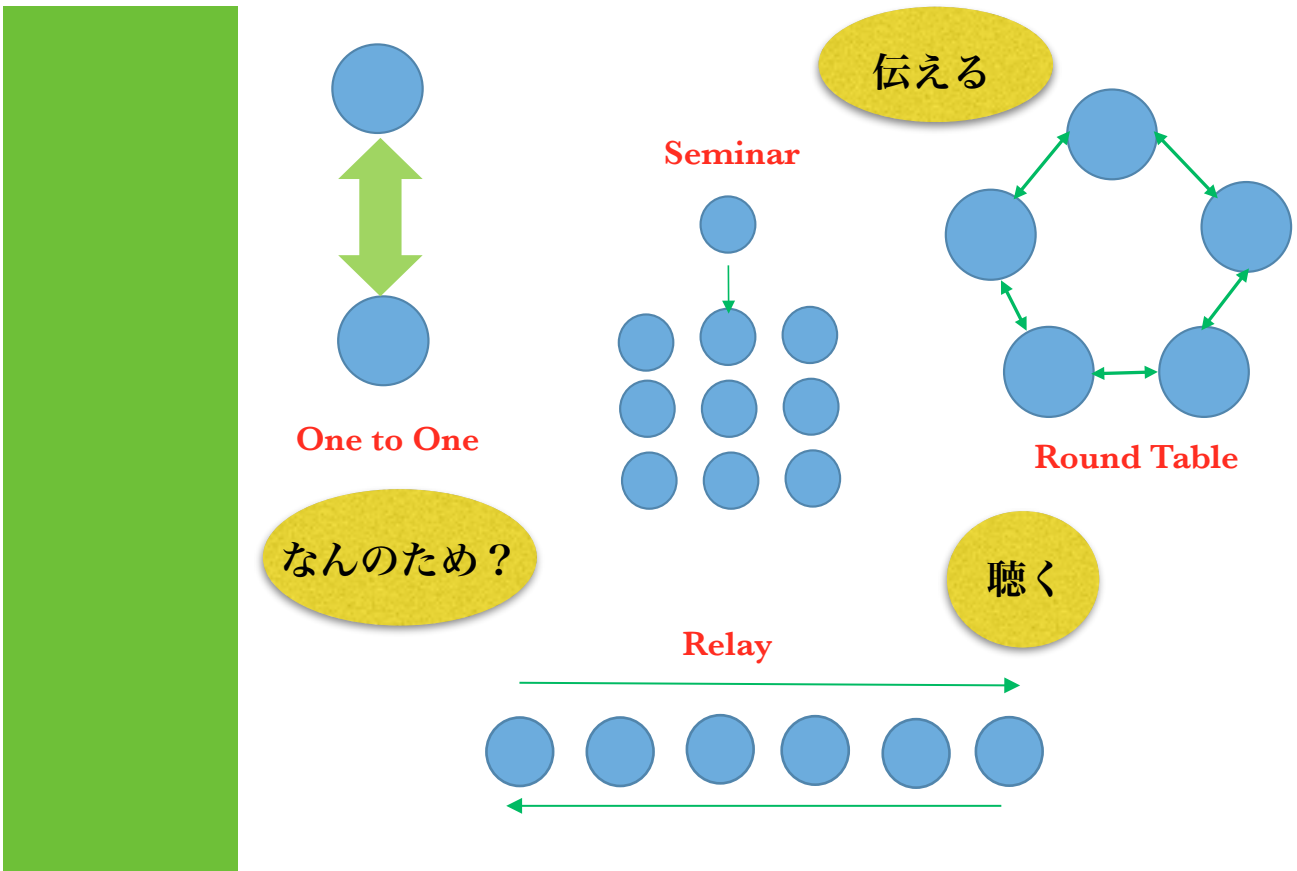 伝える
Seminar
One to One
Round Table
なんのため？
聴く
Relay